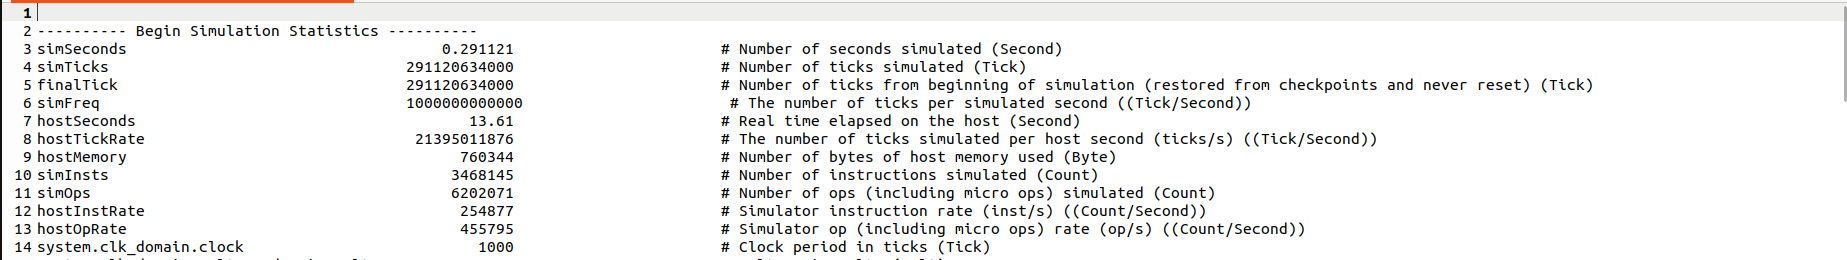 1
2 ---------- Begin Simulation Statistics ----------
3 simSeconds 0.291121 # Number of seconds simulated (Second)
4 simTicks 291120634000 # Number of ticks simulated (Tick)
5 finalTick 291120634000 # Number of ticks from beginning of simulation (restored from checkpoints and never reset) (Tick)
6 simFreq 1000000000000 # The number of ticks per simulated second ((Tick/Second))
7 hostSeconds 13.61 # Real time elapsed on the host (Second)
8 hostTickRate 21395011876 # The number of ticks simulated per host second (ticks/s) ((Tick/Second))
9 hostMemory 760344 # Number of bytes of host memory used (Byte)
10 simInsts 3468145 # Number of instructions simulated (Count)
11 simOps 6202071 # Number of ops (including micro ops) simulated (Count)
12 hostInstRate 254877 # Simulator instruction rate (inst/s) ((Count/Second))
13 hostOpRate 455795 # Simulator op (including micro ops) rate (op/s) ((Count/Second))
14 system.clk_domain.clock 1000 # Clock period in ticks (Tick)